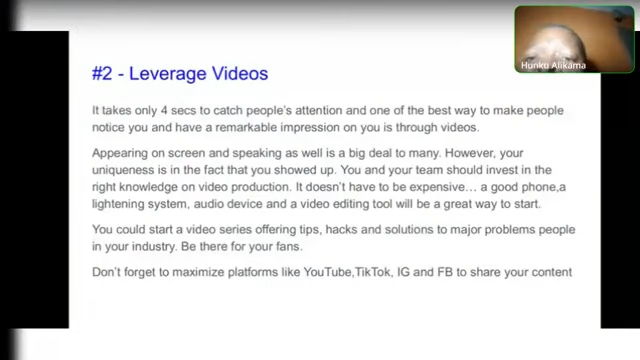 #2 - Leverage Videos
Hunku Alikama
It takes only 4 secs to catch people's attention and one of the best way to make people
notice you and have a remarkable impression on you is through videos.
Appearing on screen and speaking as well is a big deal to many. However, your
uniqueness is in the fact that you showed up. You and your team should invest in the
right knowledge on video production. It doesn't have to be expensive… a good phone,a
lightening system, audio device and a video editing tool will be a great way to start.
You could start a video series offering tips, hacks and solutions to major problems people
in your industry. Be there for your fans.
Don't forget to maximize platforms like YouTube,TikTok, IG and FB to share your content